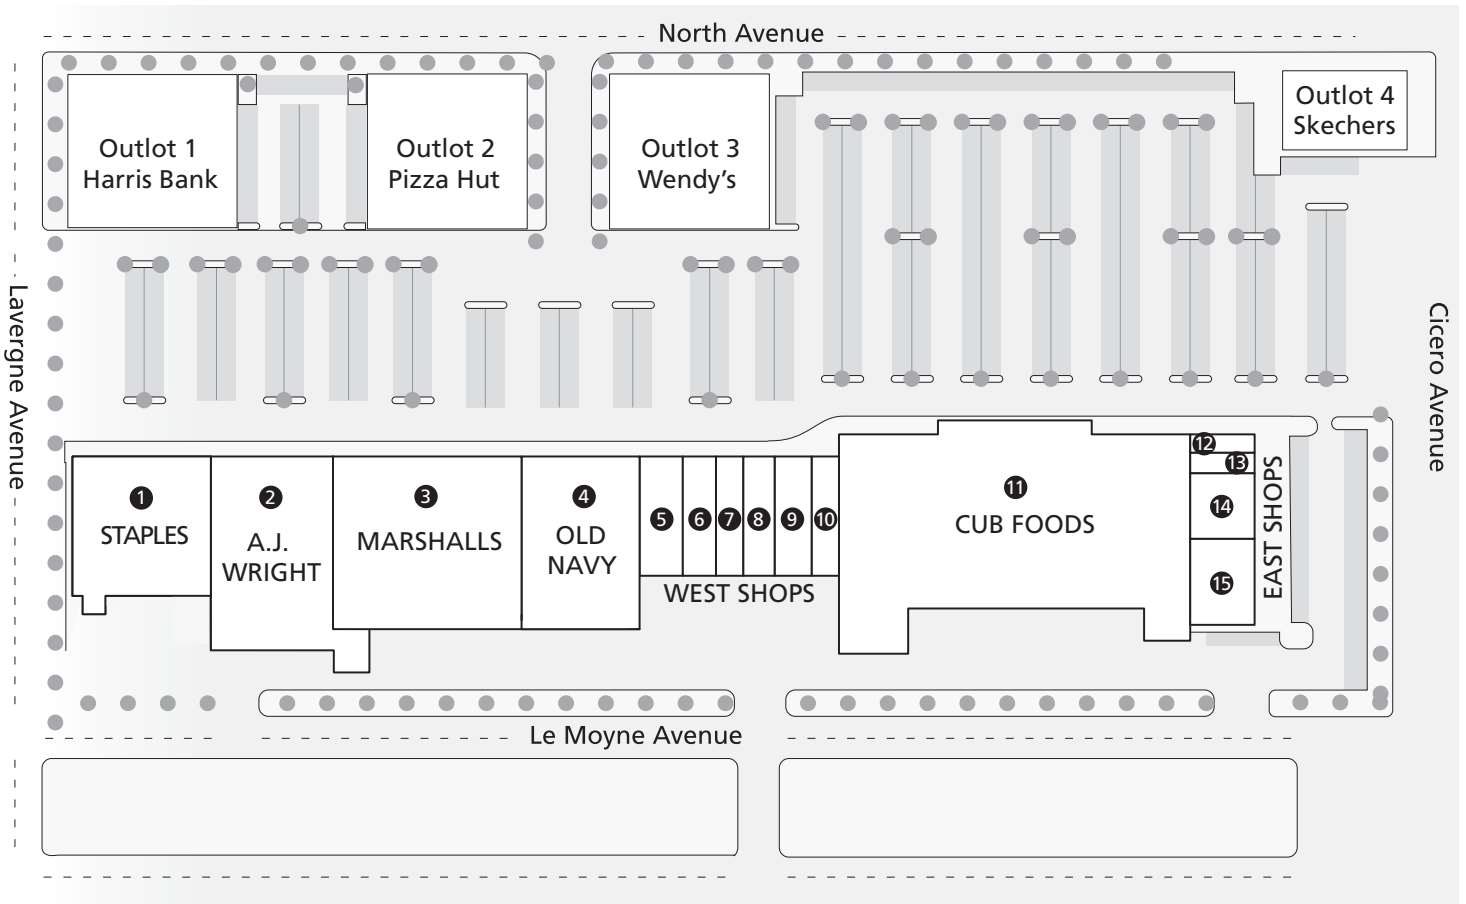 North Avenue
Outlot 1
Harris Bank
Outlot 2
Pizza Hut
Outlot 3
Wendy’s
Outlot 4
Skechers
Lavergne Avenue
Cicero Avenue
1
STAPLES
2
A.J.
WRIGHT
3
MARSHALLS
4
OLD
NAVY
5
6
7
8
9
10
WEST SHOPS
11
CUB FOODS
12
13
14
15
EAST SHOPS
Le Moyne Avenue